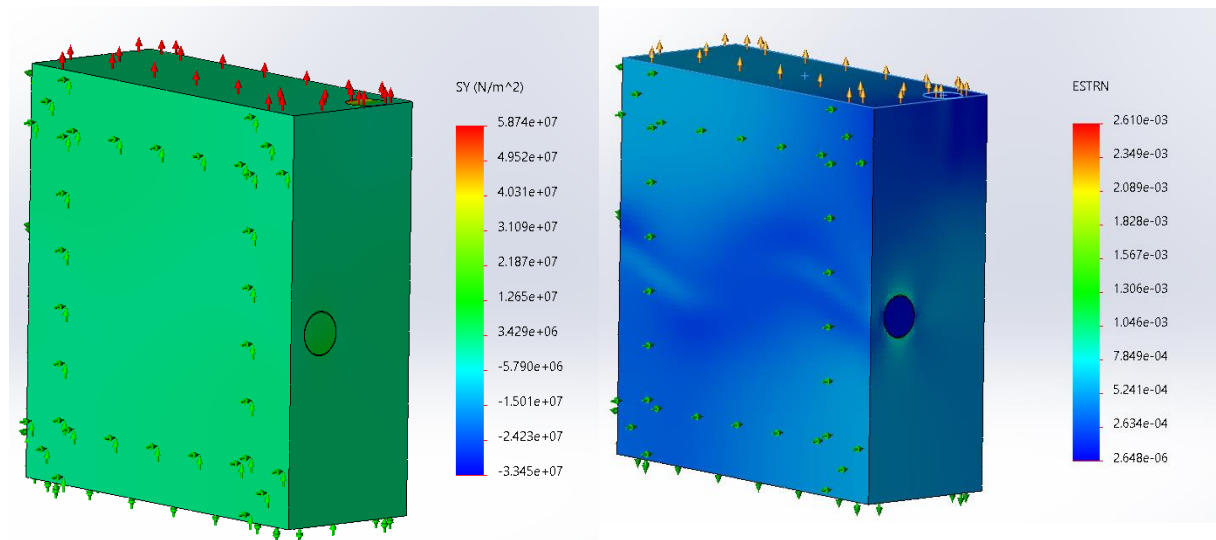 SY (N/m^2)
5.874e+07
4.952e+07
4.031e+07
3.109e+07
2.187e+07
1.265e+07
3.429e+06
-5.790e+06
-1.501e+07
-2.423e+07
-3.345e+07
ESTRN
2.610e-03
2.349e-03
2.089e-03
1.828e-03
1.567e-03
1.306e-03
1.046e-03
7.849e-04
5.241e-04
2.634e-04
2.648e-06